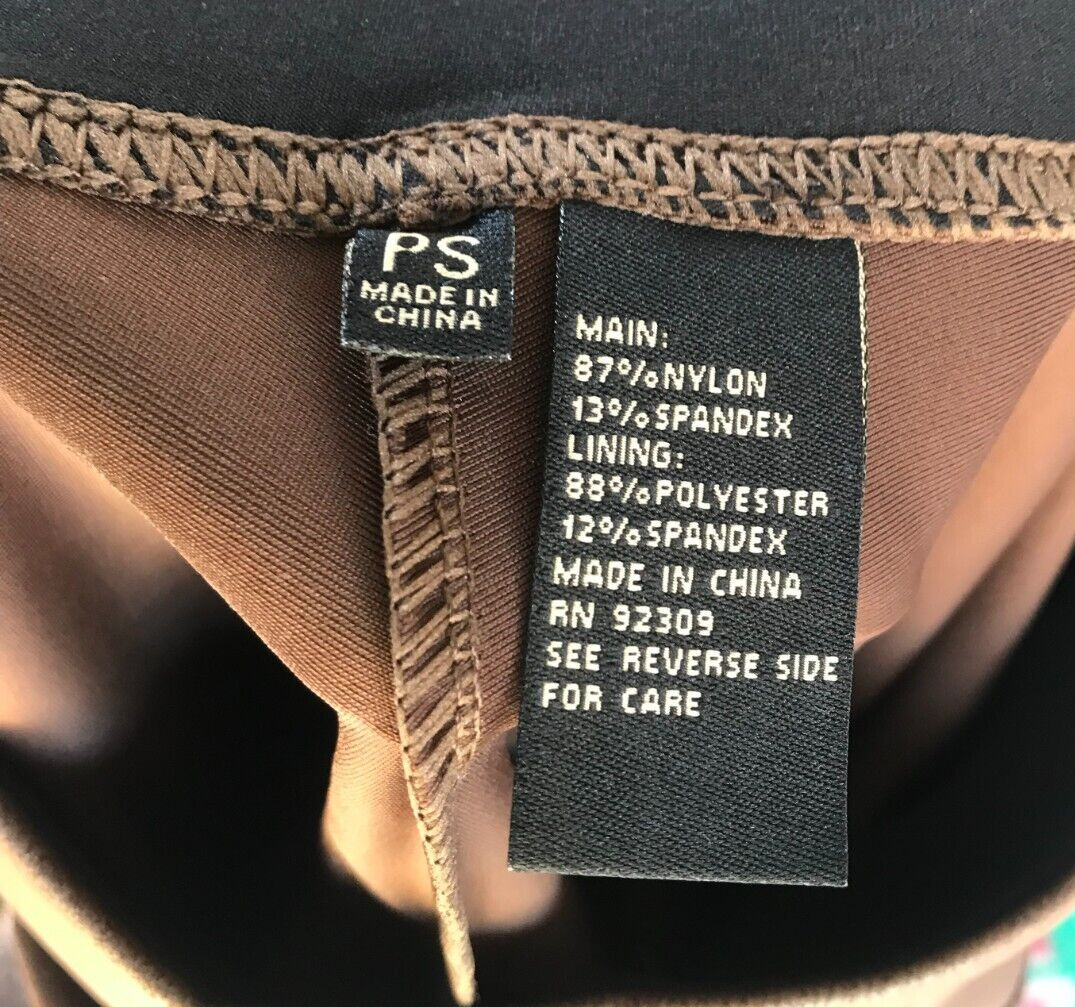 PS
MADE IN
CHINA
MAIN:
87%NYLON
13%SPANDEX
LINING:
88%POLYESTER
12%SPANDEX
MADE IN CHINA
RN 92309
SEE REVERSE SIDE
FOR CARE